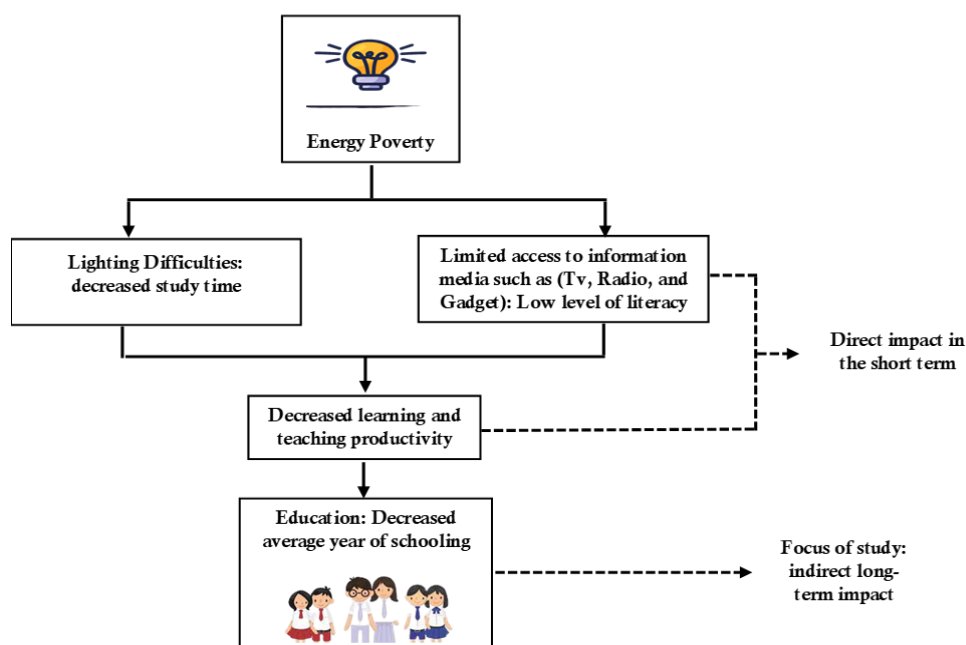 Energy Poverty
Lighting Difficulties:
decreased study time
Limited access to information
media such as (Tv, Radio, and
Gadget): Low level of literacy
Direct impact in
the short term
Decreased learning and
teaching productivity
Education: Decreased
average year of schooling
Focus of study:
indirect long-
term impact